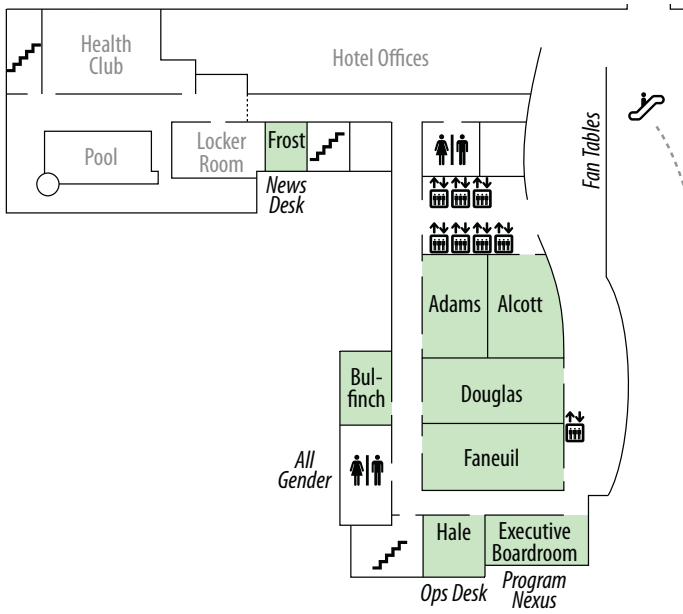 Health
Club
Hotel Offices
Pool
Locker
Room
Frost
News
Desk
Fan Tables
Adams
Alcott
Bul-
finch
Douglas
All
Gender
Faneuil
Hale
Executive
Boardroom
Ops Desk
Program
Nexus